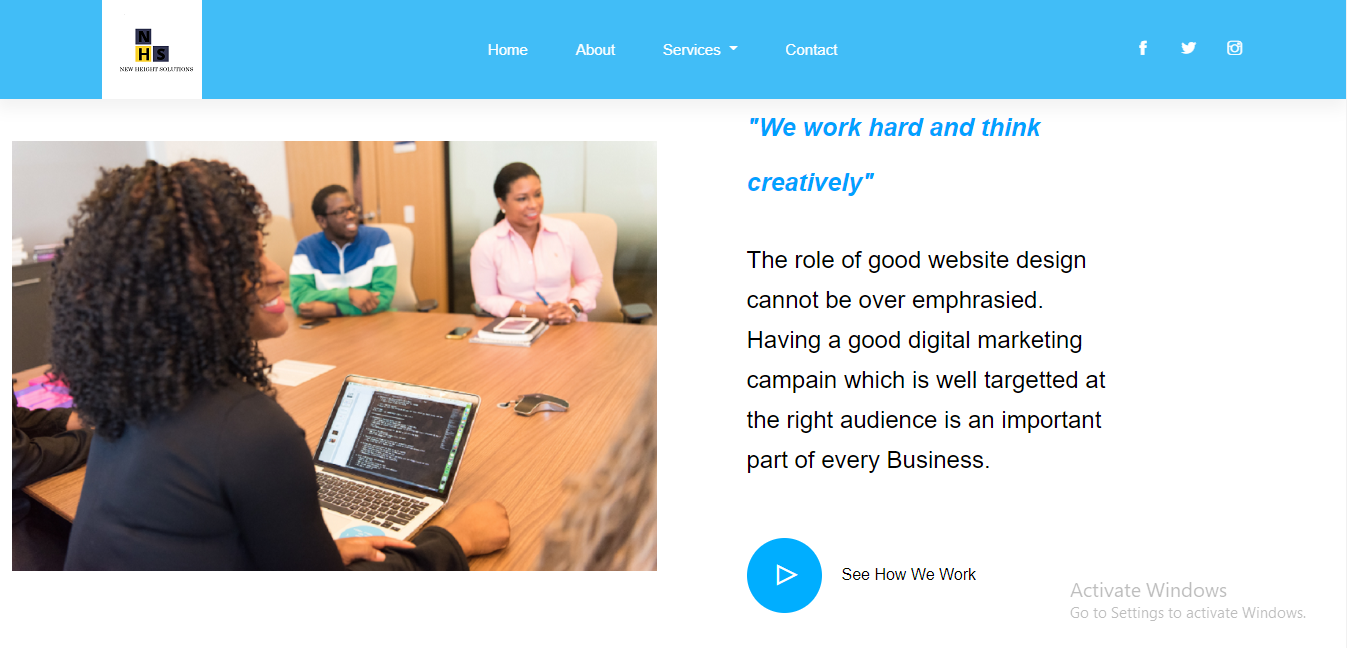 N
H S
NEW HEIGHT SOLUTIONS
Home About Services Contact
"We work hard and think
creatively"
The role of good website design
cannot be over emphrasied.
Having a good digital marketing
campain which is well targetted at
the right audience is an important
part of every Business.
See How We Work
Activate Windows
Go to Settings to activate Windows.